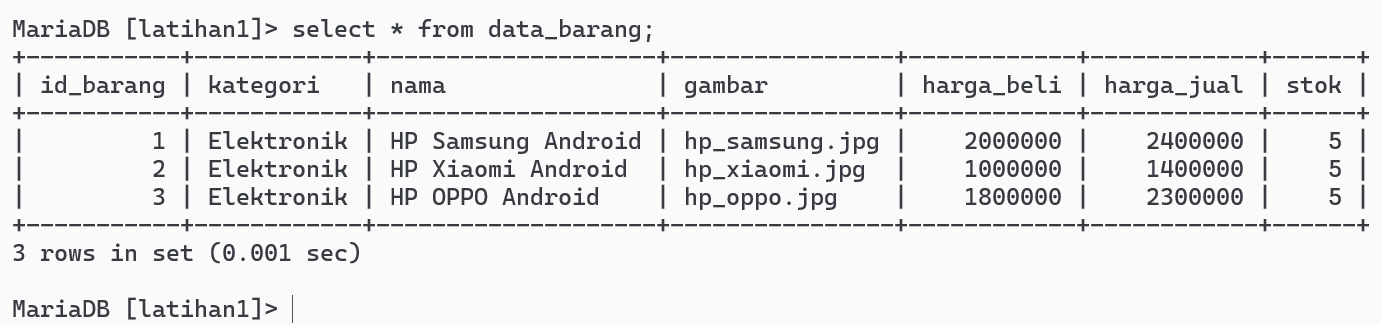 MariaDB [latihan1]> select * from data_barang;
+-----------+------------+--------------------+----------------+------------+------------+------+
| id_barang | kategori   | nama               | gambar         | harga_beli | harga_jual | stok |
+-----------+------------+--------------------+----------------+------------+------------+------+
|         1 | Elektronik | HP Samsung Android | hp_samsung.jpg |    2000000 |    2400000 |    5 |
|         2 | Elektronik | HP Xiaomi Android  | hp_xiaomi.jpg  |    1000000 |    1400000 |    5 |
|         3 | Elektronik | HP OPPO Android    | hp_oppo.jpg    |    1800000 |    2300000 |    5 |
+-----------+------------+--------------------+----------------+------------+------------+------+
3 rows in set (0.001 sec)
MariaDB [latihan1]>